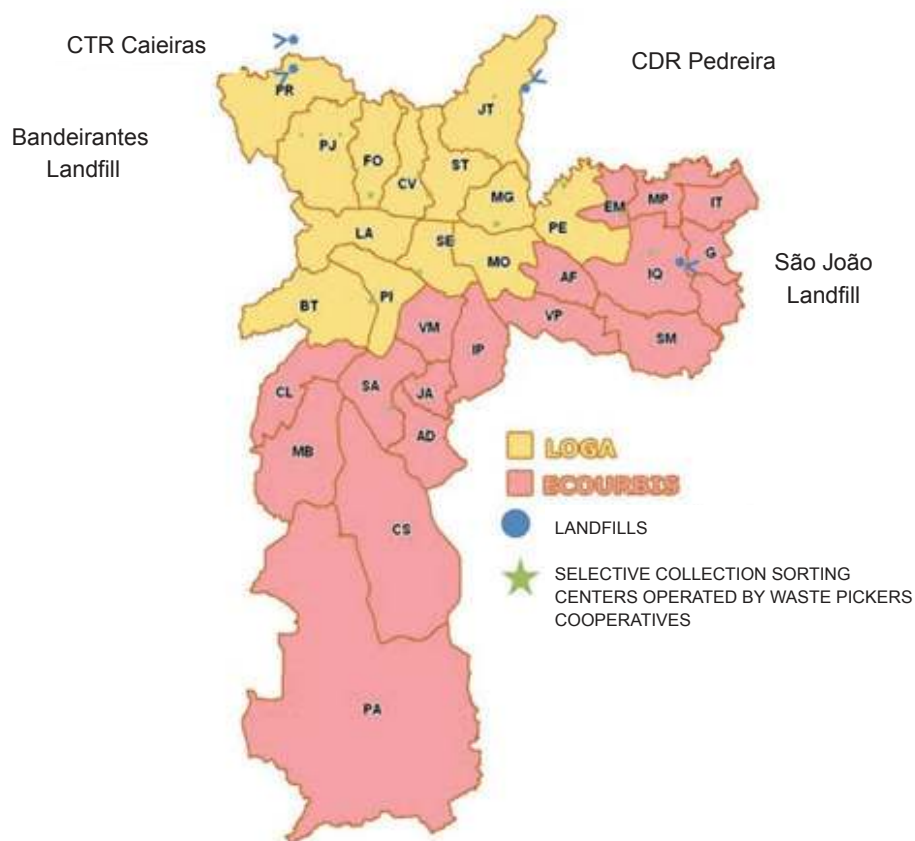 CTR Caieiras
CDR Pedreira
Bandeirantes
Landfill
PR
JT
PJ
FO
CV
ST
MG
EM
MP
IT
LA
SE
MO
PE
AF
IQ
G
São João
Landfill
BT
PI
VM
IP
VP
SM
CL
SA
JA
MB
AD
CS
PA
LOGA
ECOURBIS
LANDFILLS
SELECTIVE COLLECTION SORTING
CENTERS OPERATED BY WASTE PICKERS
COOPERATIVES